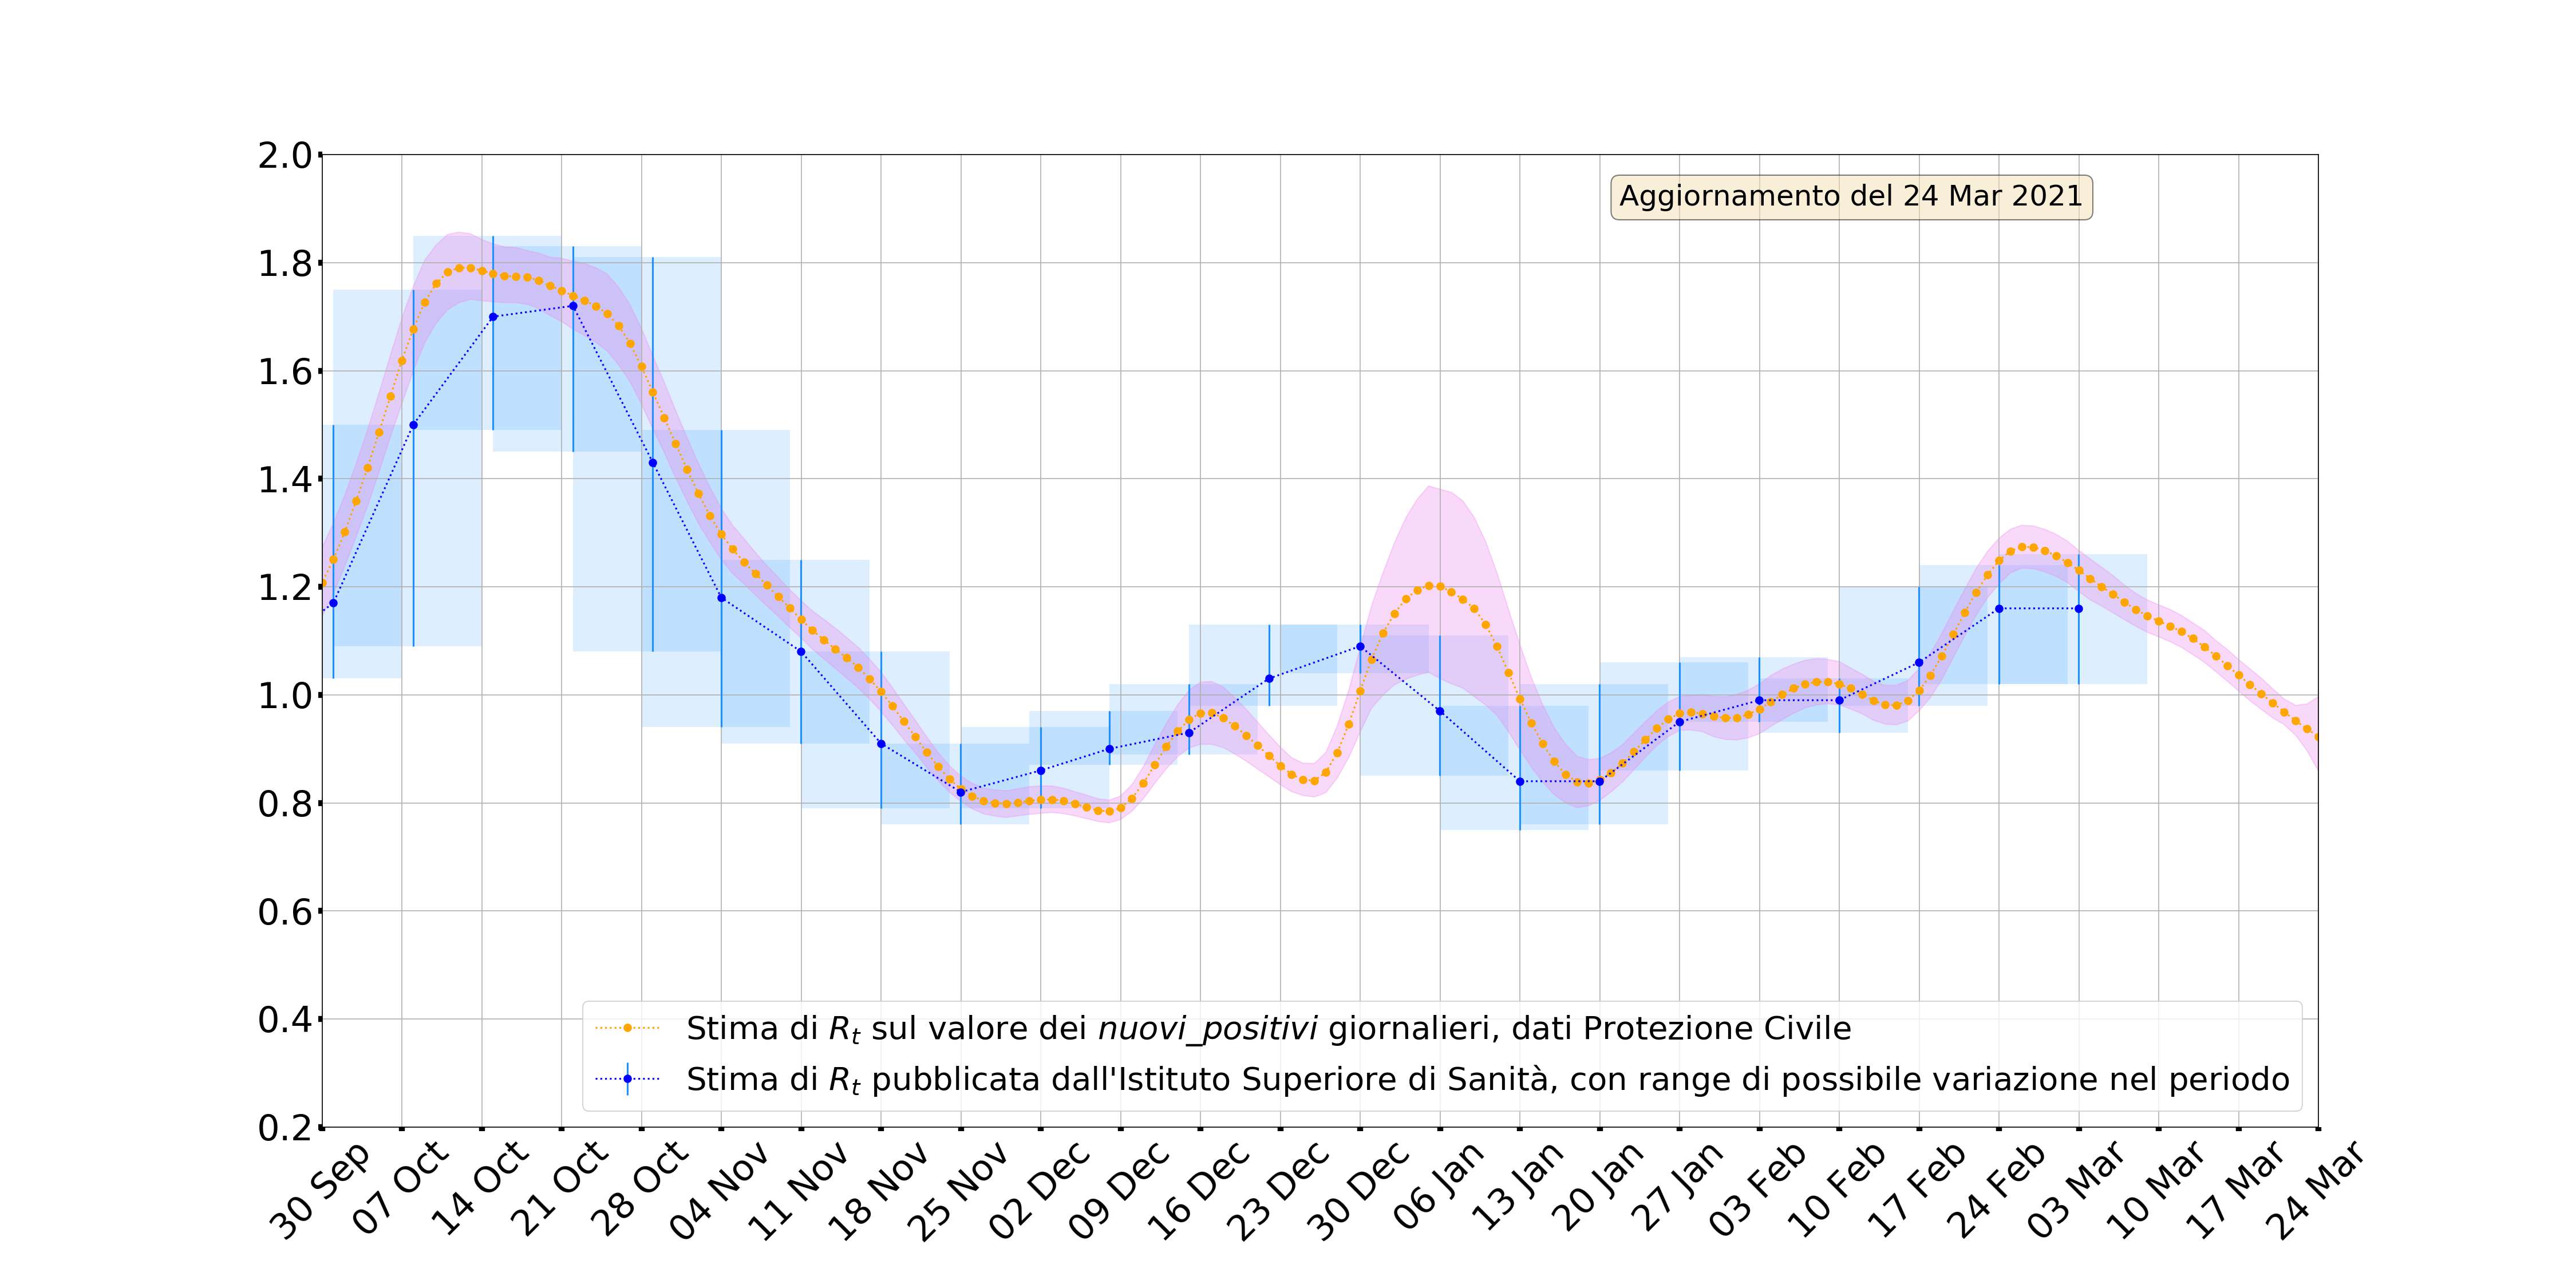 Aggiornamento del 24 Mar 2021
2.0
1.8
1.6
1.4
1.2
1.0
0.8
0.6
0.4
0.2
Stima di Rt sul valore dei nuovi_positivi giornalieri, dati Protezione Civile
Stima di Rt pubblicata dall'Istituto Superiore di Sanità, con range di possibile variazione nel periodo
30 Sep
07 Oct
14 Oct
21 Oct
28 Oct
04 Nov
11 Nov
18 Nov
25 Nov
02 Dec
09 Dec
16 Dec
23 Dec
30 Dec
06 Jan
13 Jan
20 Jan
27 Jan
03 Feb
10 Feb
17 Feb
24 Feb
03 Mar
10 Mar
17 Mar
24 Mar